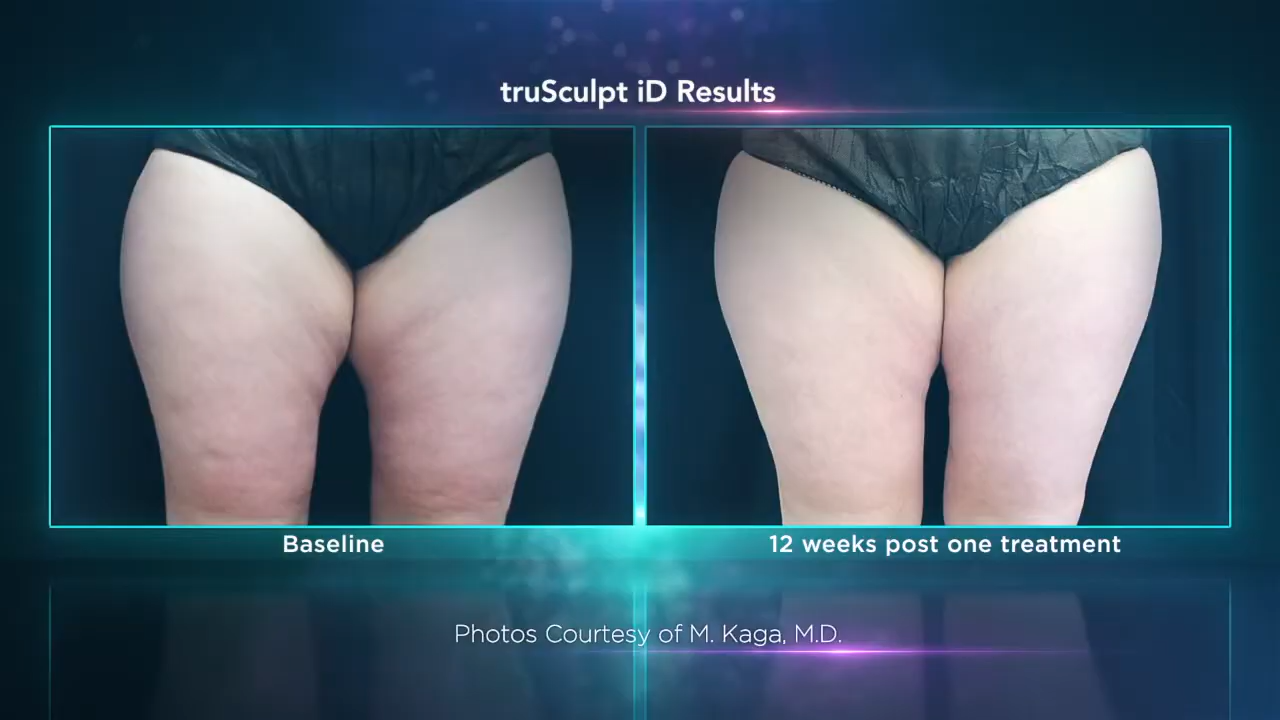 truSculpt iD Results
Baseline
12 weeks post one treatment
Photos Courtesy of M. Kaga, M.D.